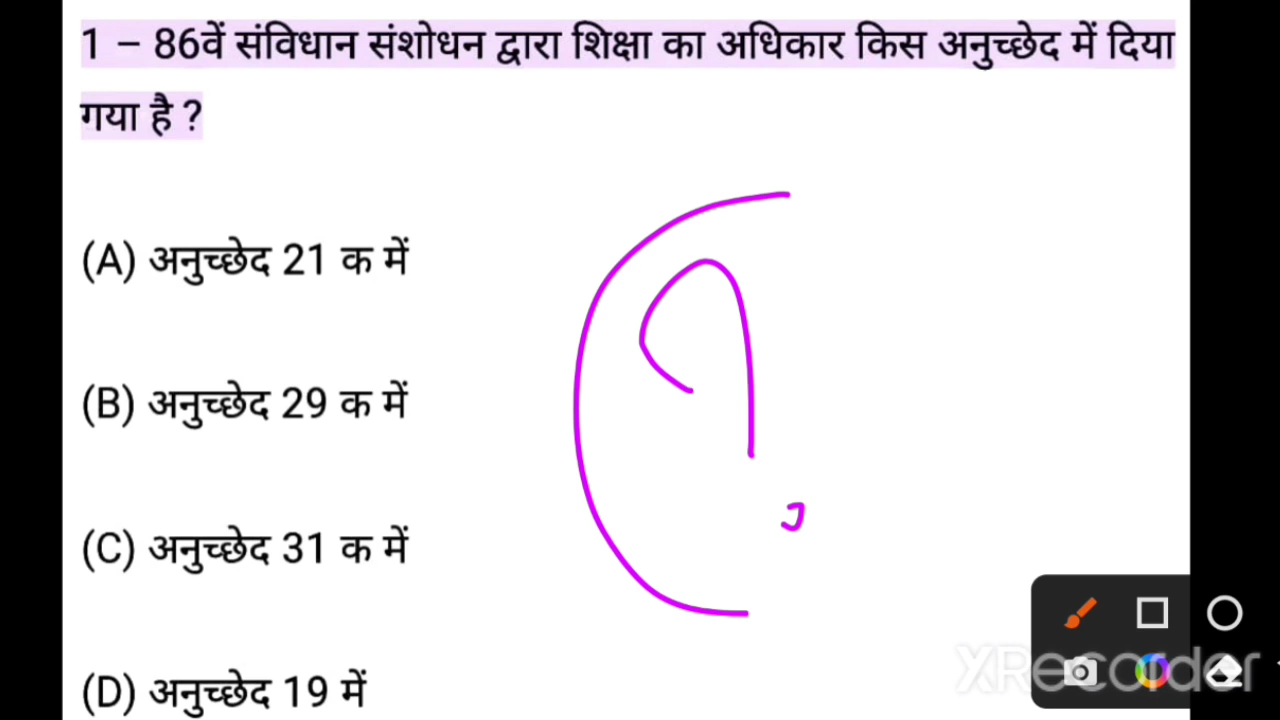 1 – 86वें संविधान संशोधन द्वारा शिक्षा का अधिकार किस अनुच्छेद में दिया
गया है ?
(A) अनुच्छेद 21 क में
(B) अनुच्छेद 29 क में
(C) अनुच्छेद 31 क में
(D) अनुच्छेद 19 में
XRecorder